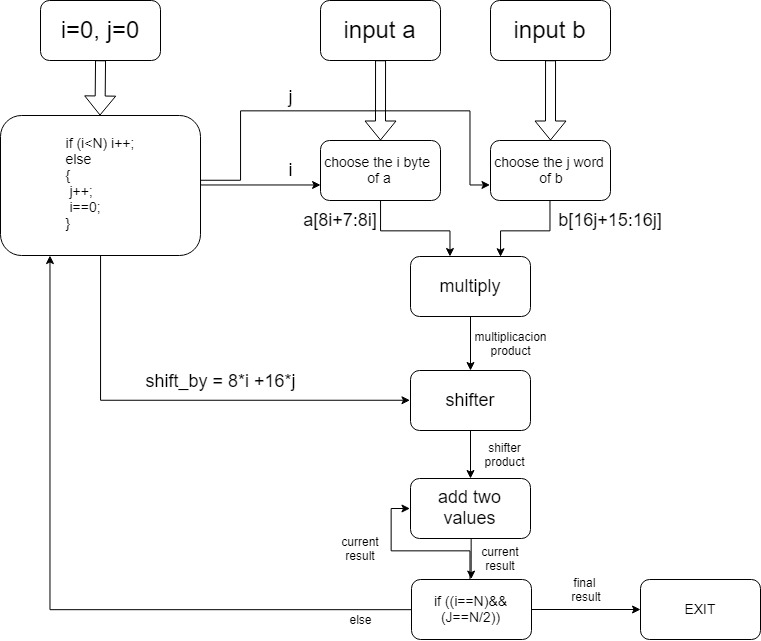 i=0, j=0
input a
input b
if (i<N) i++;
else
{
j++;
i==0;
}
j
i
choose the i byte
of a
choose the j word
of b
a[8i+7:8i]
b[16j+15:16j]
multiply
multiplicacion
product
shift_by = 8*i +16*j
shifter
shifter
product
add two
values
current
result
current
result
if ((i==N)&&
(J==N/2))
else
final
result
EXIT